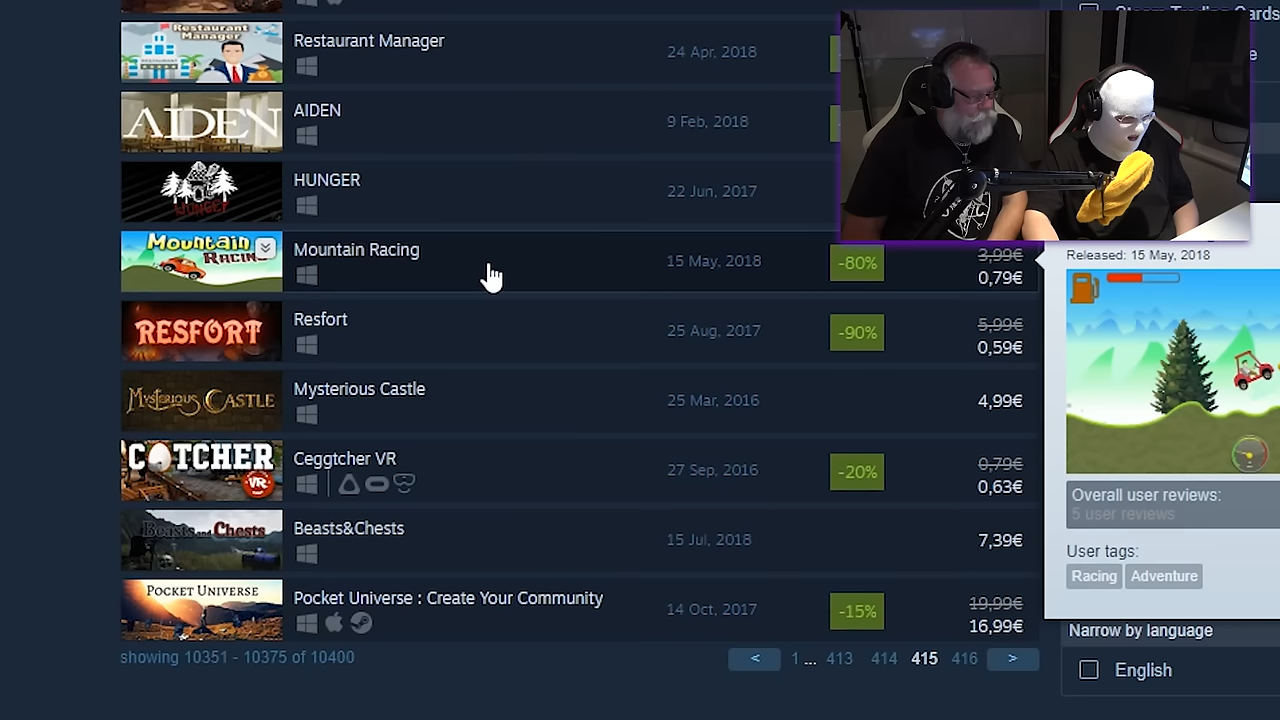 Restaurant Manager
Restaurant Manager
24 Apr, 2018
AIDEN
AIDEN
9 Feb, 2018
HUNGER
HUNGER
22 Jun, 2017
Mountain Racing
Mountain Racing
15 May, 2018
-80%
3,99€
0,79€
RESFORT
Resfort
25 Aug, 2017
-90%
5,99€
0,59€
MYSTERIOUS CASTLE
Mysterious Castle
25 Mar, 2016
4,99€
COTCHER VR
Ceggtcher VR
27 Sep, 2016
-20%
0,79€
0,63€
Beasts and Chests
Beasts&Chests
15 Jul, 2018
7,39€
POCKET UNIVERSE
Pocket Universe : Create Your Community
14 Oct, 2017
-15%
19,99€
16,99€
showing 10351 - 10375 of 10400
< 1 ... 413 414 415 416 >
Released: 15 May, 2018
Overall user reviews:
5 user reviews
User tags:
Racing Adventure
Narrow by language
English